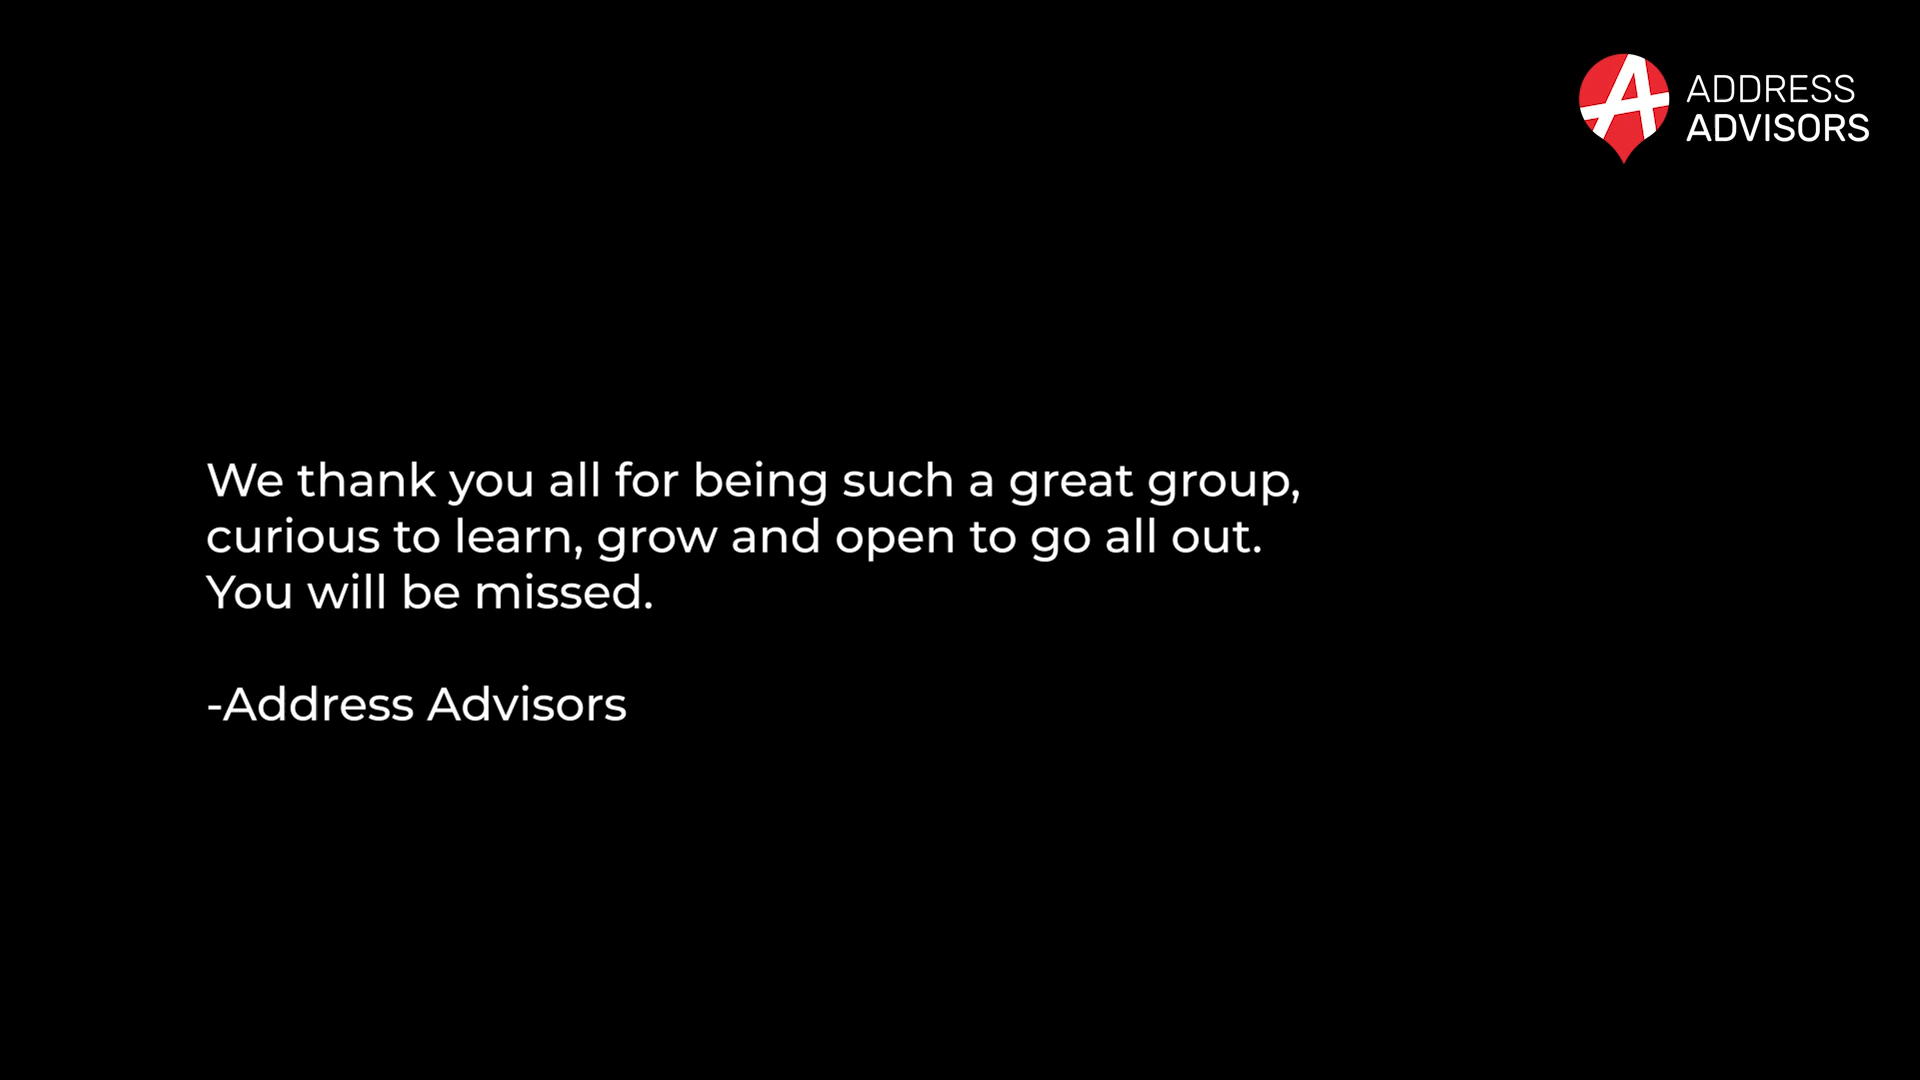 ADDRESS
ADVISORS
We thank you all for being such a great group,
curious to learn, grow and open to go all out.
You will be missed.
-Address Advisors